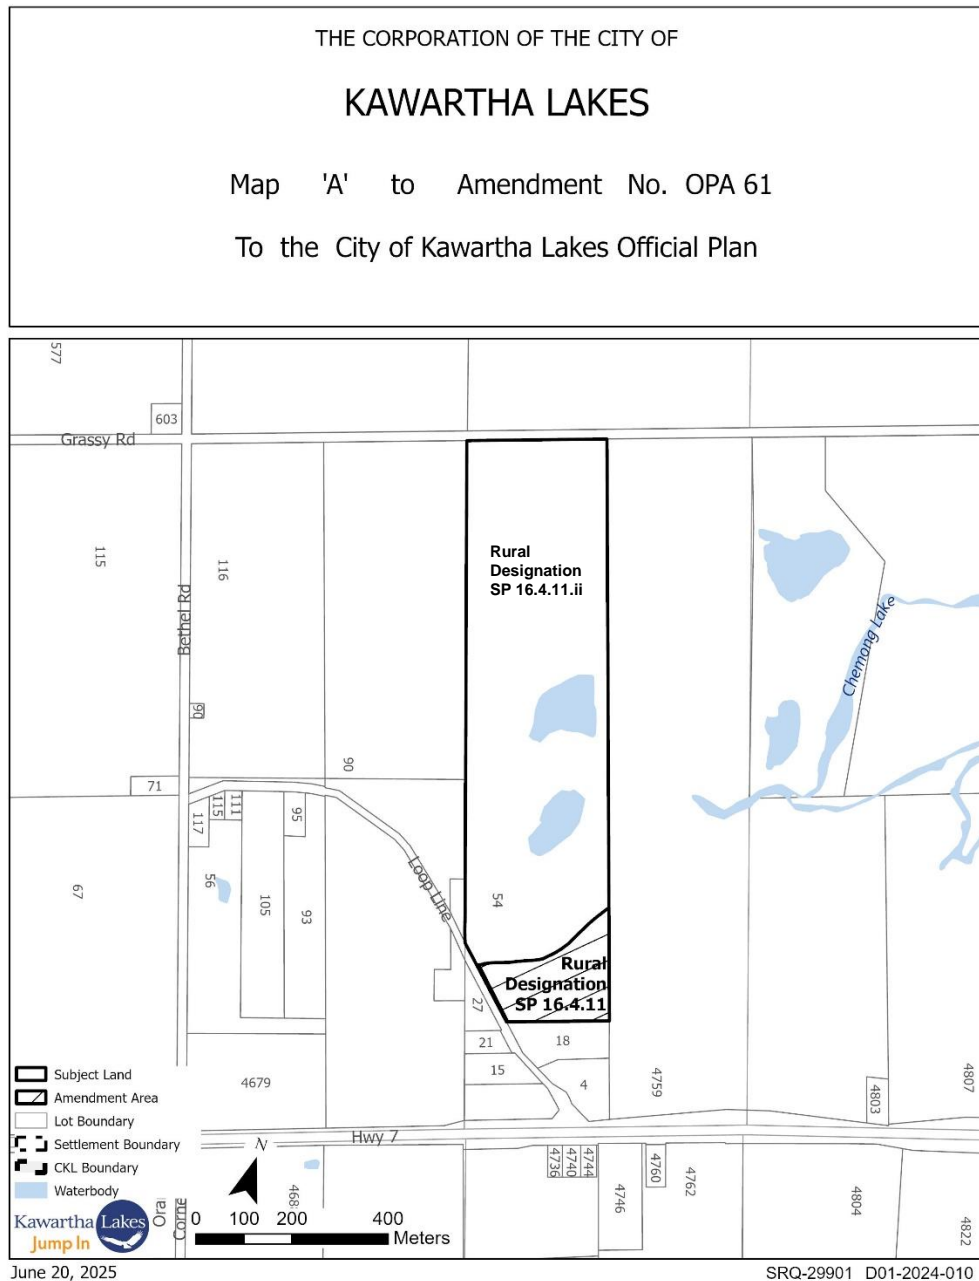 THE CORPORATION OF THE CITY OF
KAWARTHA LAKES
Map 'A' to Amendment No. OPA 61
To the City of Kawartha Lakes Official Plan
577
603
Grassy Rd
115
116
Bethel Rd
Rural
Designation
SP 16.4.11.ii
Chemong Lake
90
90
71
117
115
111
95
56
105
93
67
Loop Line
54
Rural
Designation
SP 16.4.11
27
21
18
15
4
4679
4759
4803
4807
Hwy 7
4736
4740
4744
4760
4762
4746
4804
4822
Subject Land
Amendment Area
Lot Boundary
Settlement Boundary
CKL Boundary
Waterbody
N
Kawartha Lakes
Jump In
0 100 200 400
Meters
June 20, 2025
SRQ-29901 D01-2024-010